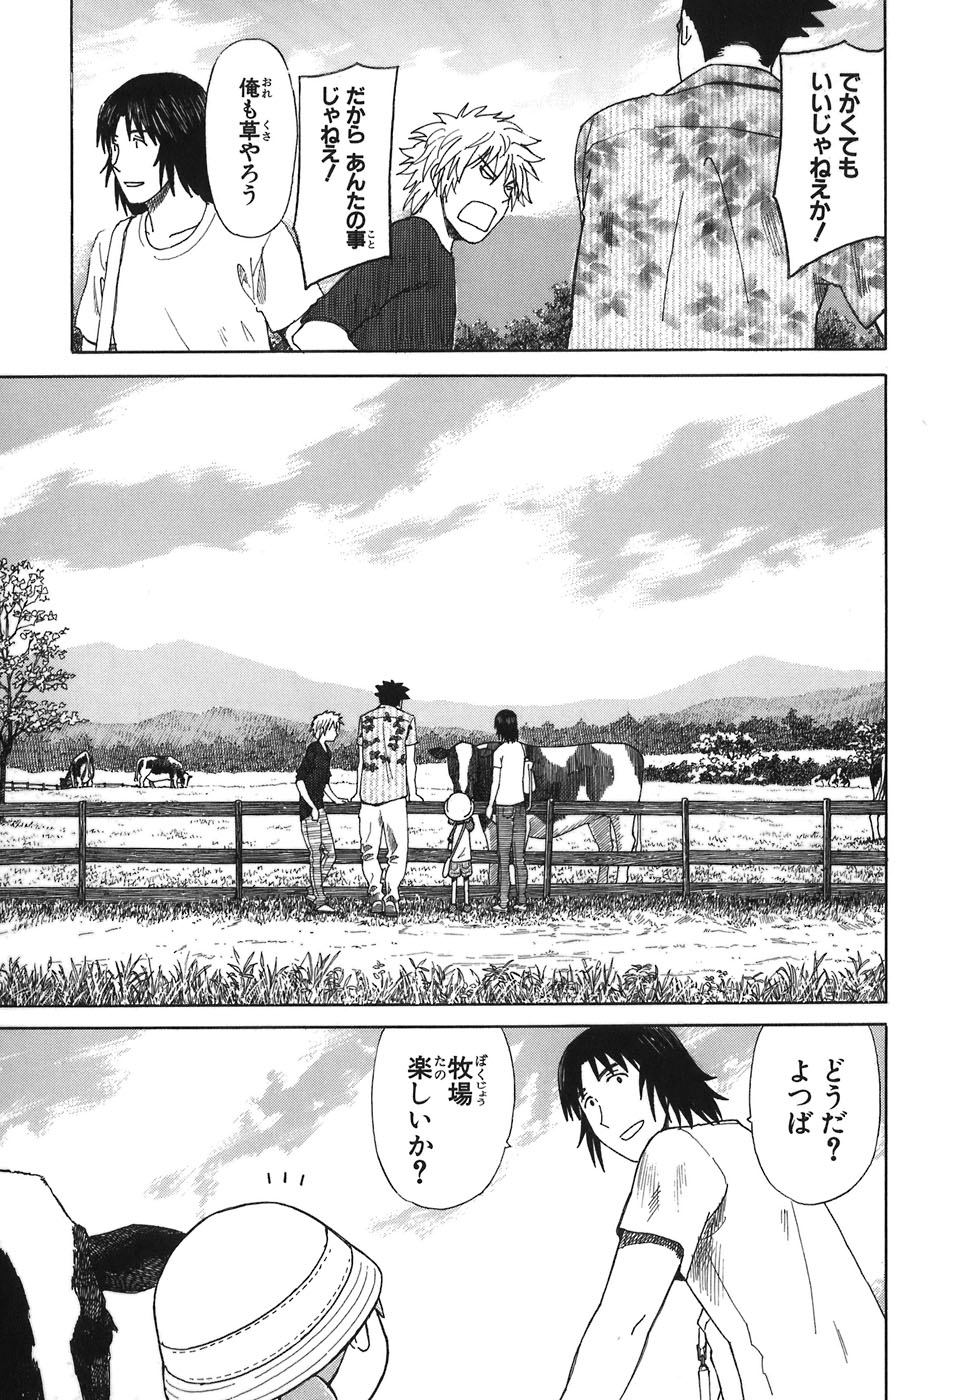 でかくても
いいじゃねえか!
だから あんたの事
じゃねえ!
俺も草やろう
どうだ?
よつば
牧場
楽しいか?